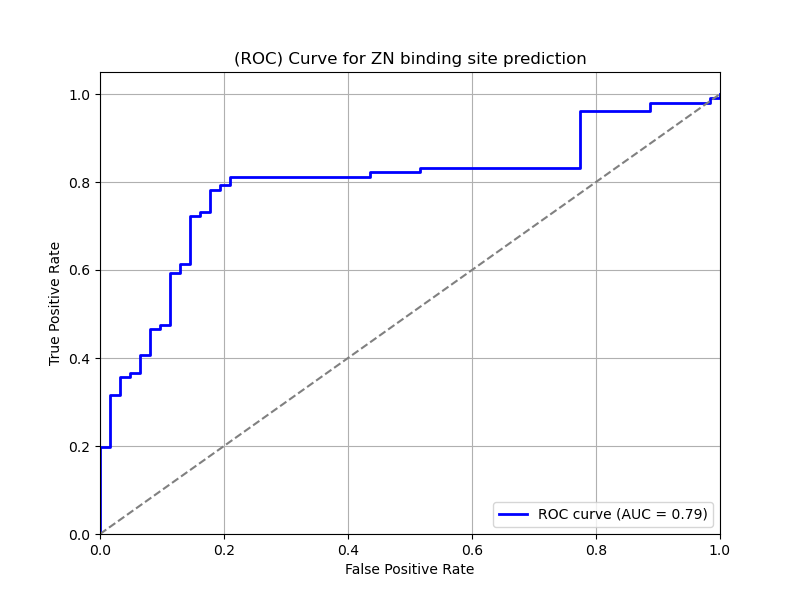 (ROC) Curve for ZN binding site prediction
True Positive Rate
1.0
0.8
0.6
0.4
0.2
0.0
ROC curve (AUC = 0.79)
0.0 0.2 0.4 0.6 0.8 1.0
False Positive Rate